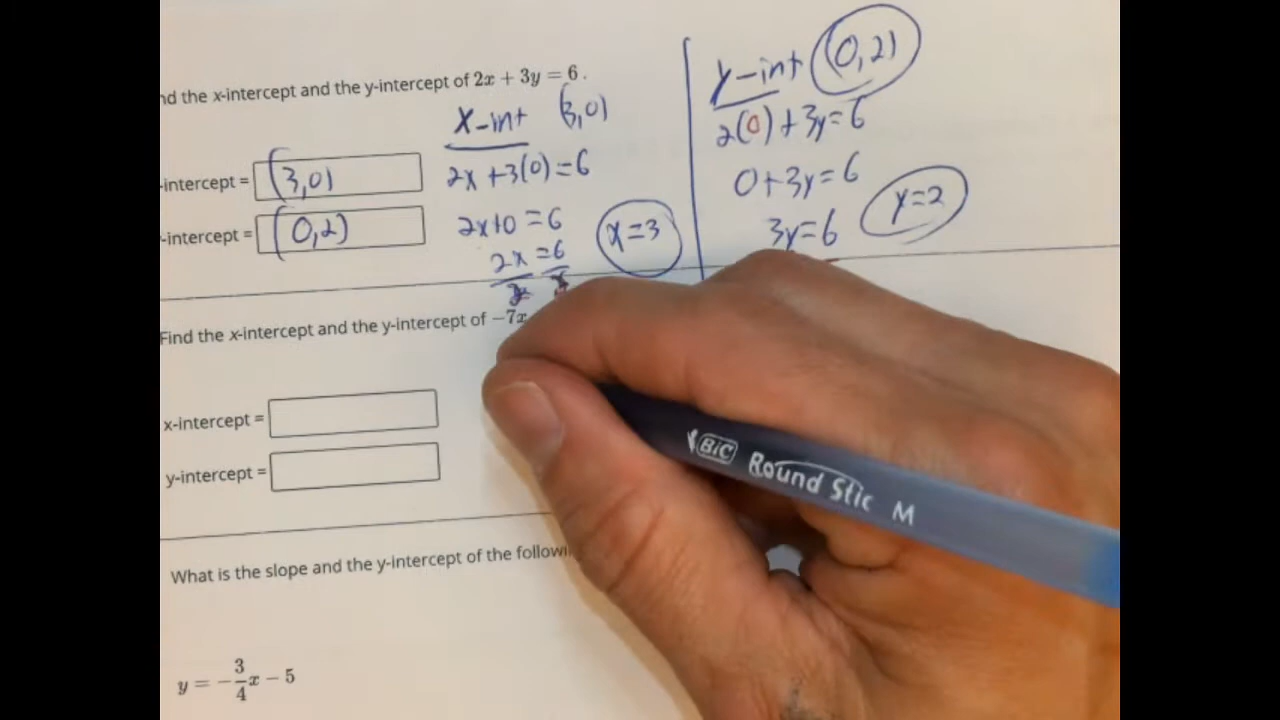 nd the x-intercept and the y-intercept of 2x + 3y = 6 .
-intercept = (3,0)
-intercept = (0,2)
x-int (3,0)
2x+3(0)=6
2x+0=6
2x=6
x=3
y-int (0,2)
2(0)+3y=6
0+3y=6
3y=6
y=2
Find the x-intercept and the y-intercept of −7x
x-intercept =
y-intercept =
What is the slope and the y-intercept of the followi
y = −3/4 x − 5
BiC Round Stic M